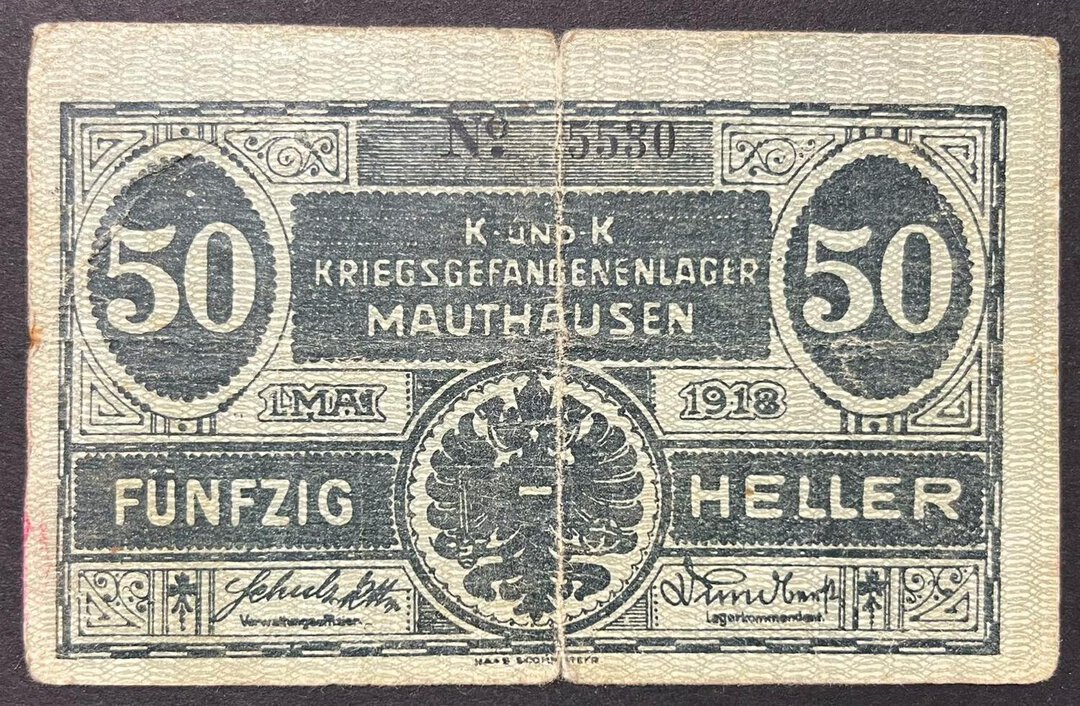 Nº 5530
50
50
K·UND·K
KRIEGSGEFANGENENLAGER
MAUTHAUSEN
1.MAI
1918
FÜNFZIG
HELLER
Verwaltungsoffizier.
Lagerkommandant.